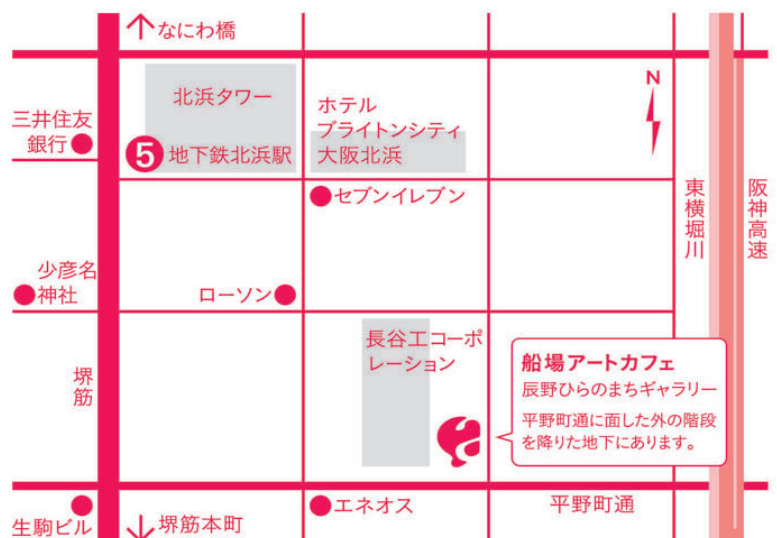 なにわ橋
北浜タワー
5 地下鉄北浜駅
三井住友
銀行
ホテル
ブライトンシティ
大阪北浜
N
セブンイレブン
東横堀川
阪神高速
少彦名
神社
ローソン
堺筋
長谷工コーポ
レーション
船場アートカフェ
辰野ひらのまちギャラリー
平野町通に面した外の階段
を降りた地下にあります。
a
生駒ビル
堺筋本町
エネオス
平野町通